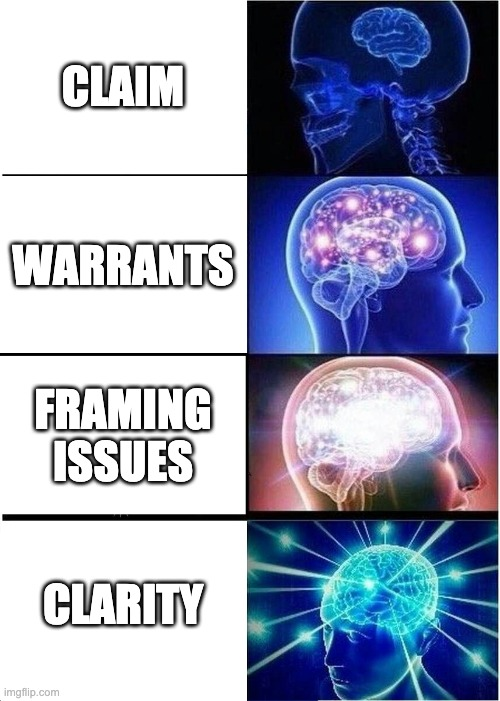 CLAIM
WARRANTS
FRAMING
ISSUES
CLARITY
imgflip.com